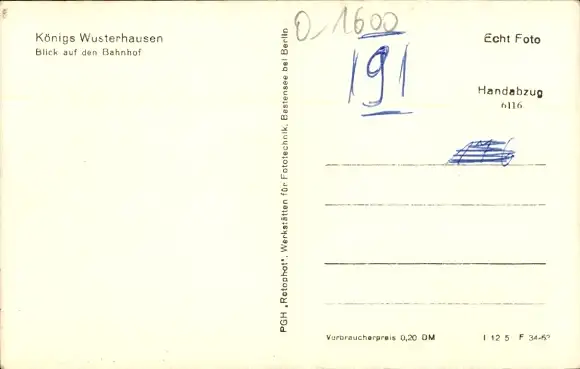 Königs Wusterhausen
Blick auf den Bahnhof
PGH „Retophot", Werkstätten für Fototechnik, Bestensee bei Berlin
O-1600
191
Echt Foto
Handabzug
6116
Verbraucherpreis 0,20 DM
I 12 5 F 34-62